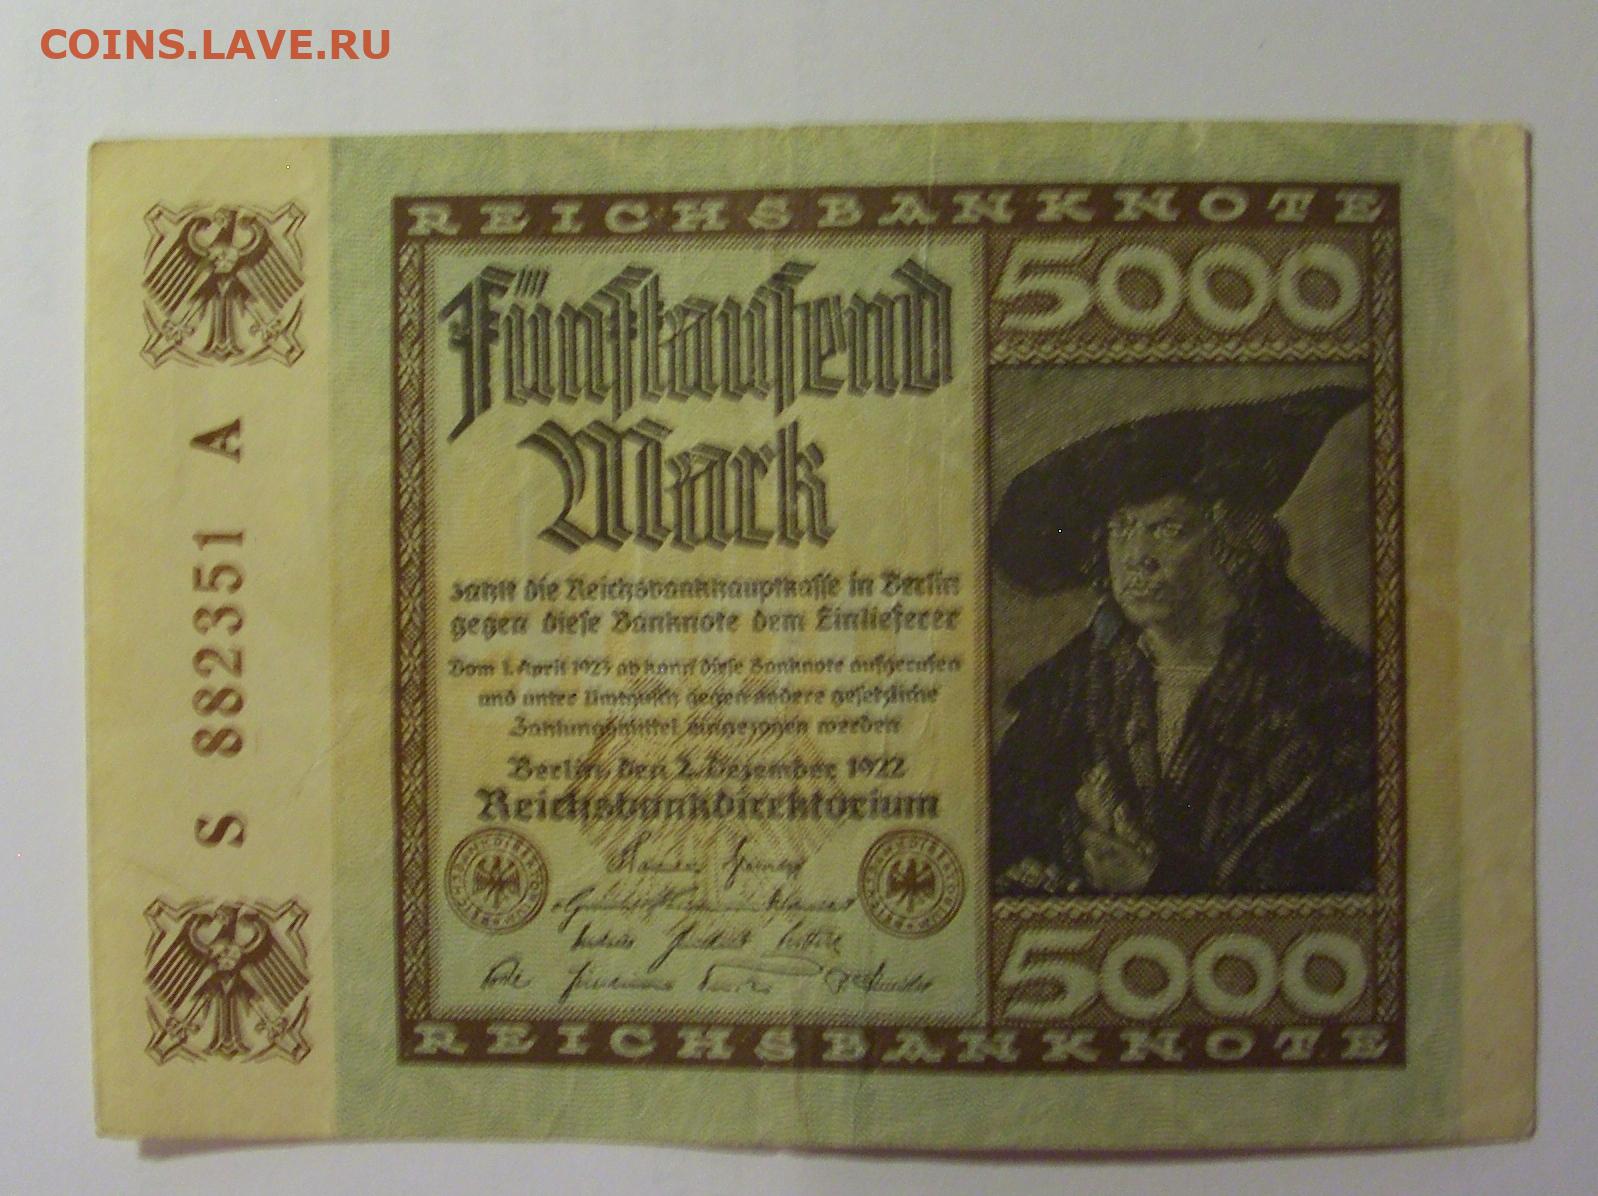 COINS.LAVE.RU
REICHSBANKNOTE
5000
Fünftausend
Mark
zahlt die Reichsbankhauptkasse in Berlin
gegen diese Banknote dem Einlieferer
Vom 1. April 1923 ab kann diese Banknote aufgerufen
und unter Umtausch gegen andere gesetzliche
Zahlungsmittel eingezogen werden
Berlin, den 2. Dezember 1922
Reichsbankdirektorium
S 882351 A
5000
REICHSBANKNOTE